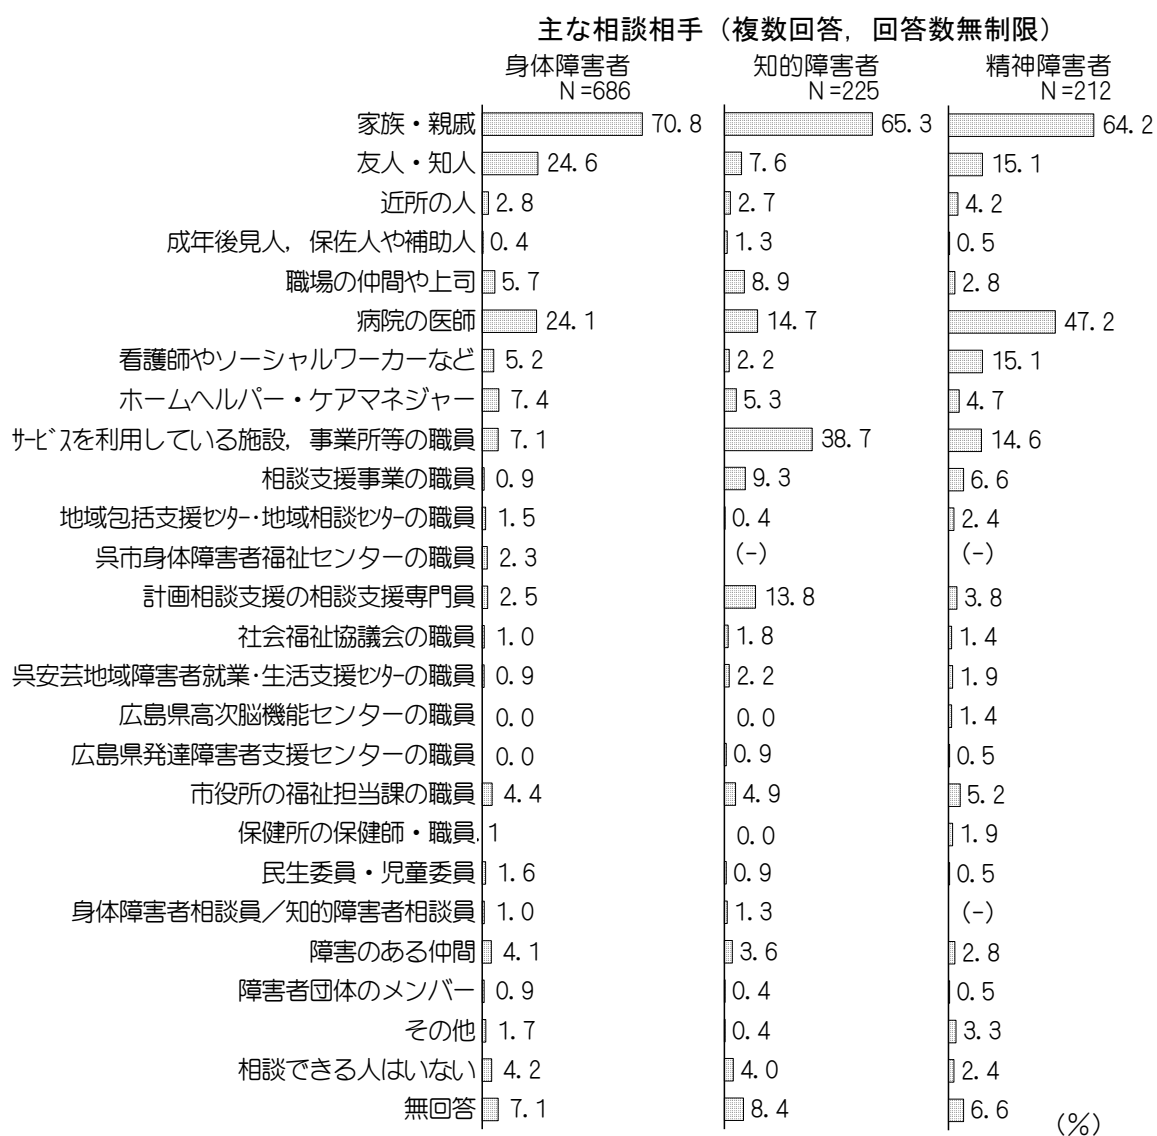 主な相談相手（複数回答，回答数無制限）
身体障害者 知的障害者 精神障害者
N=686 N=225 N=212
家族・親戚 70.8 65.3 64.2
友人・知人 24.6 7.6 15.1
近所の人 2.8 2.7 4.2
成年後見人，保佐人や補助人 0.4 1.3 0.5
職場の仲間や上司 5.7 8.9 2.8
病院の医師 24.1 14.7 47.2
看護師やソーシャルワーカーなど 5.2 2.2 15.1
ホームヘルパー・ケアマネジャー 7.4 5.3 4.7
ｻｰﾋﾞｽを利用している施設，事業所等の職員 7.1 38.7 14.6
相談支援事業の職員 0.9 9.3 6.6
地域包括支援ｾﾝﾀｰ・地域相談ｾﾝﾀｰの職員 1.5 0.4 2.4
呉市身体障害者福祉センターの職員 2.3 (-) (-)
計画相談支援の相談支援専門員 2.5 13.8 3.8
社会福祉協議会の職員 1.0 1.8 1.4
呉安芸地域障害者就業・生活支援ｾﾝﾀｰの職員 0.9 2.2 1.9
広島県高次脳機能センターの職員 0.0 0.0 1.4
広島県発達障害者支援センターの職員 0.0 0.9 0.5
市役所の福祉担当課の職員 4.4 4.9 5.2
保健所の保健師・職員 .1 0.0 1.9
民生委員・児童委員 1.6 0.9 0.5
身体障害者相談員／知的障害者相談員 1.0 1.3 (-)
障害のある仲間 4.1 3.6 2.8
障害者団体のメンバー 0.9 0.4 0.5
その他 1.7 0.4 3.3
相談できる人はいない 4.2 4.0 2.4
無回答 7.1 8.4 6.6
(%)